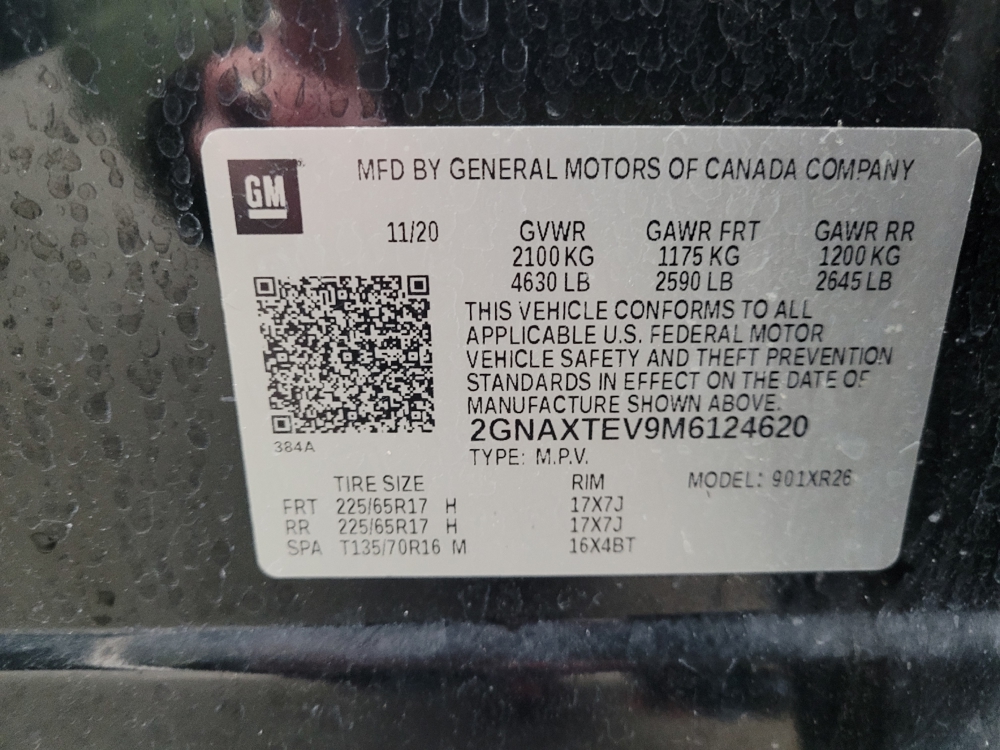 GM
MFD BY GENERAL MOTORS OF CANADA COMPANY
11/20 GVWR GAWR FRT GAWR RR
2100 KG 1175 KG 1200 KG
4630 LB 2590 LB 2645 LB
THIS VEHICLE CONFORMS TO ALL
APPLICABLE U.S. FEDERAL MOTOR
VEHICLE SAFETY AND THEFT PREVENTION
STANDARDS IN EFFECT ON THE DATE OF
MANUFACTURE SHOWN ABOVE.
2GNAXTEV9M6124620
384A
TYPE: M.P.V.
TIRE SIZE RIM MODEL: 901XR26
FRT 225/65R17 H 17X7J
RR 225/65R17 H 17X7J
SPA T135/70R16 M 16X4BT